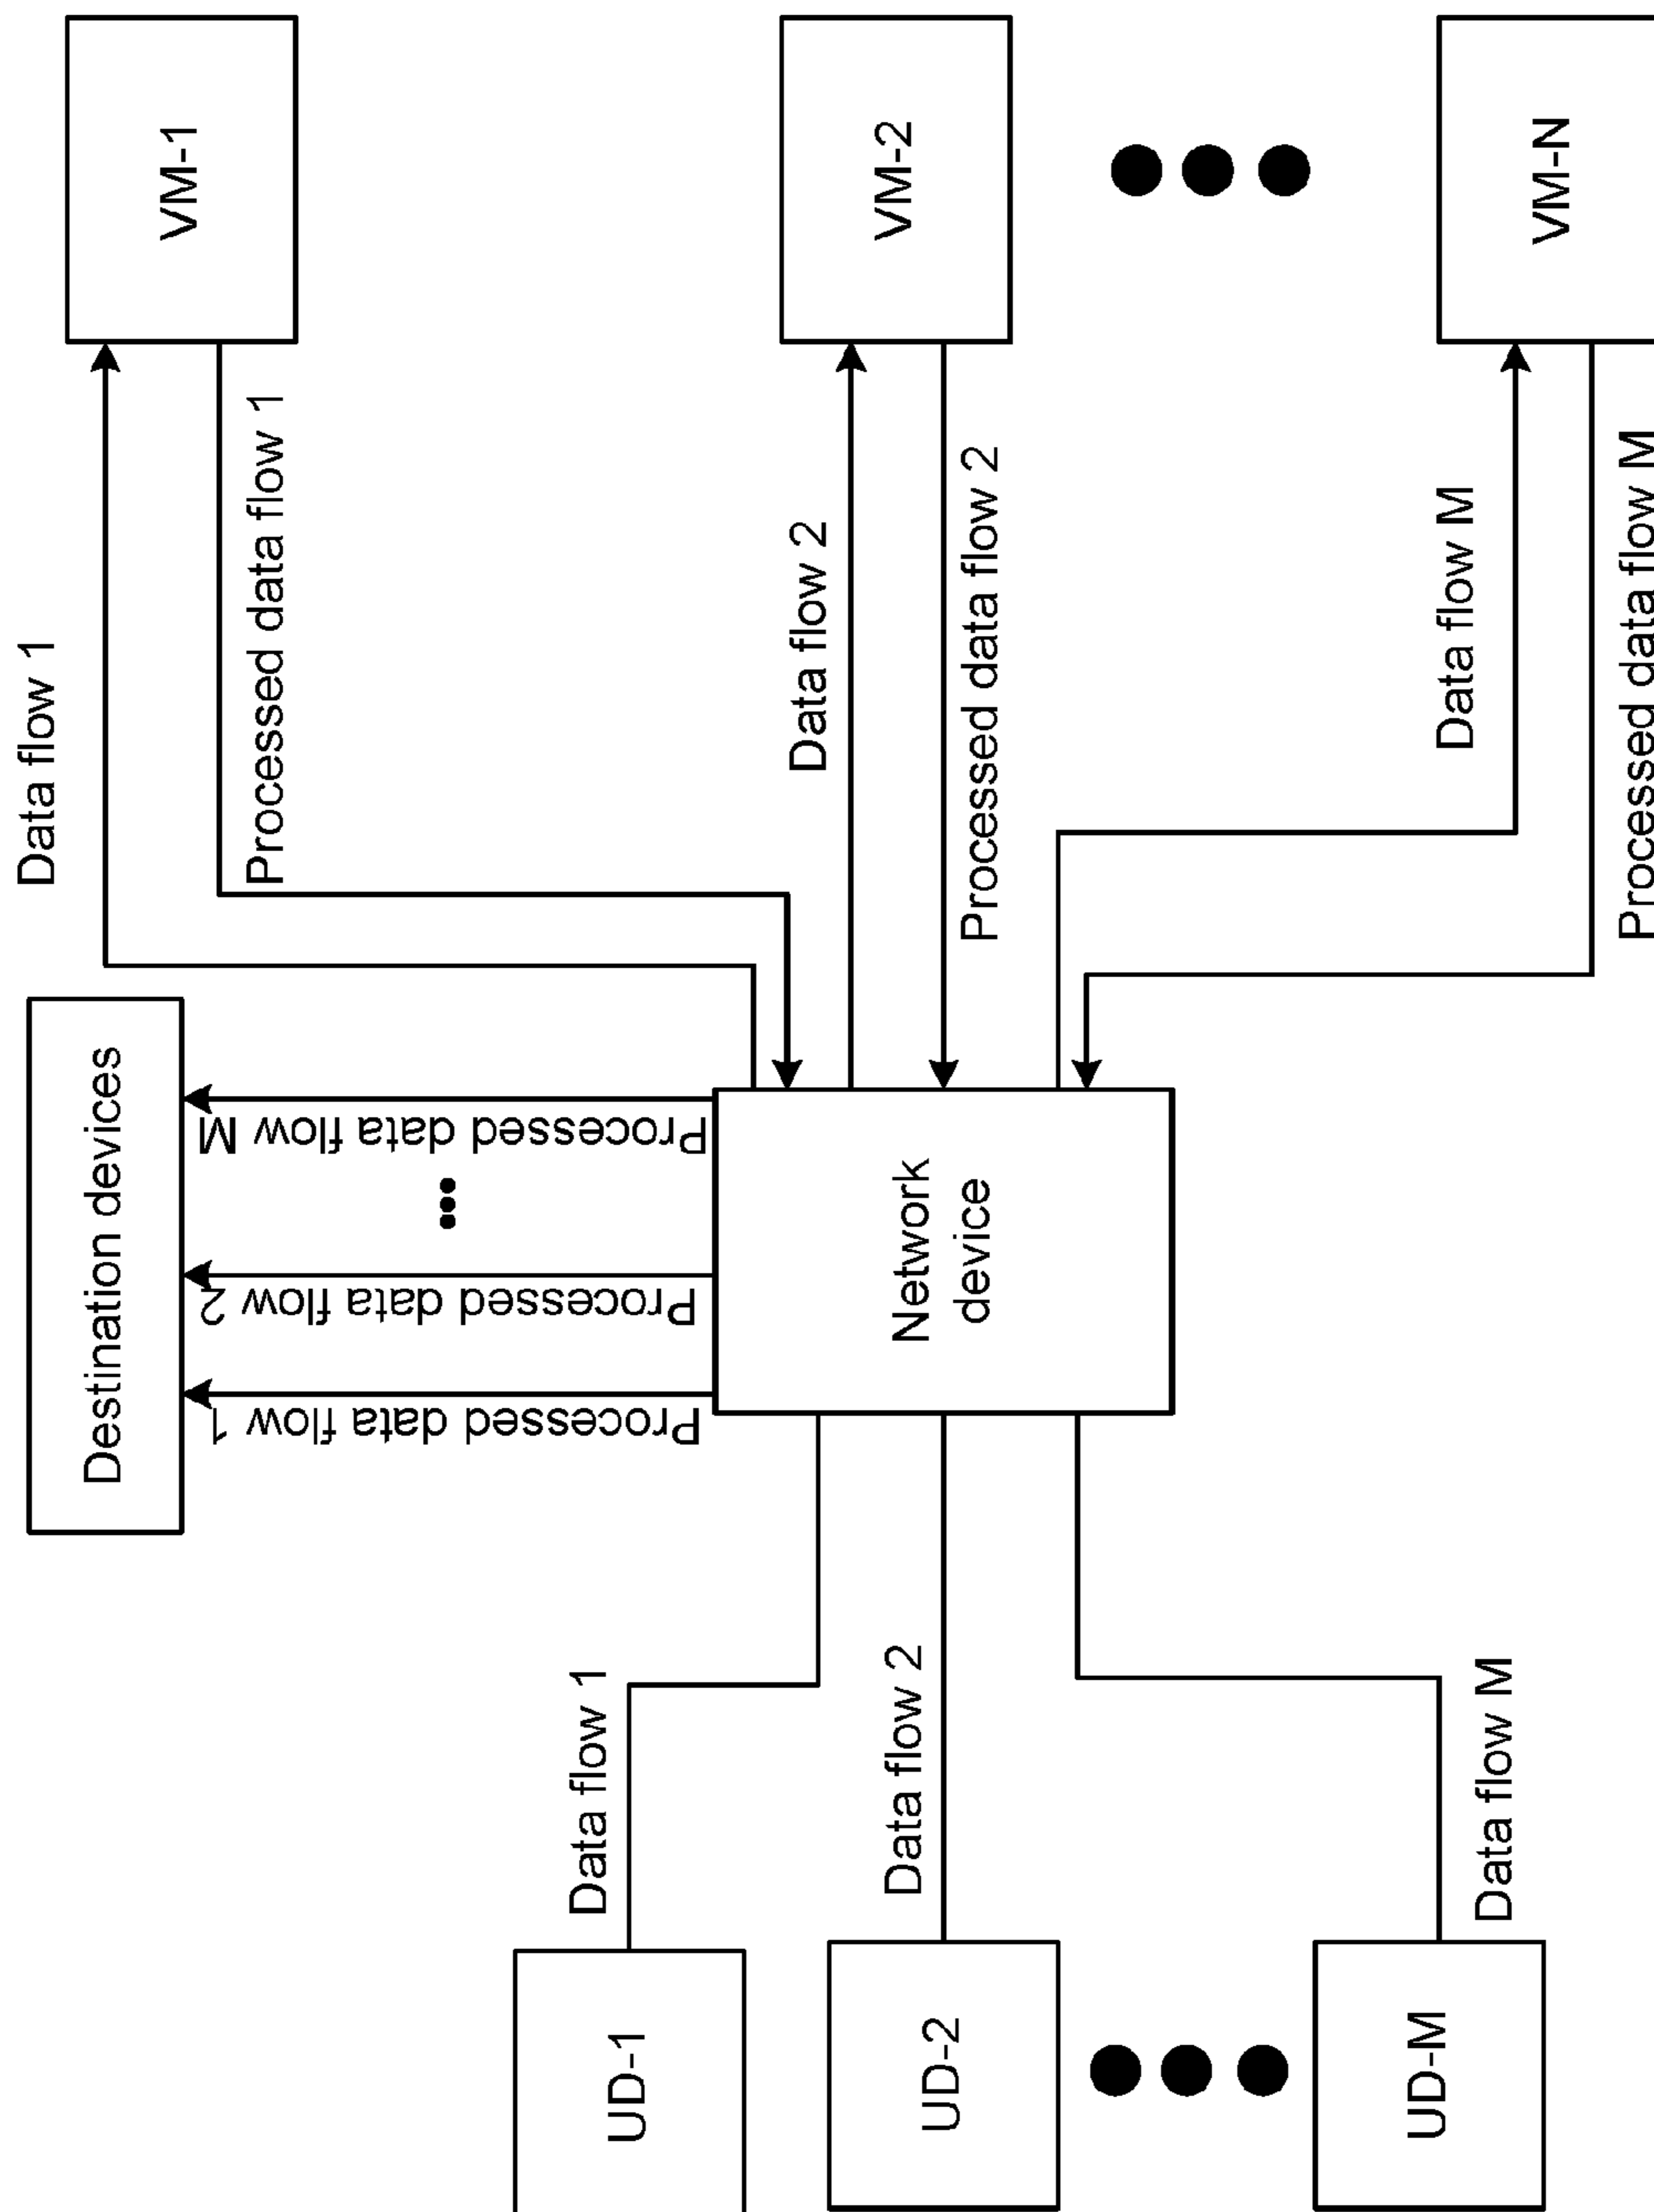 UD-1
UD-2
UD-M
Data flow 1
Data flow 2
Data flow M
Destination devices
Processed data flow 1
Processed data flow 2
Processed data flow M
Network
device
Data flow 1
Processed data flow 1
Data flow 2
Processed data flow 2
Data flow M
Processed data flow M
VM-1
VM-2
VM-N